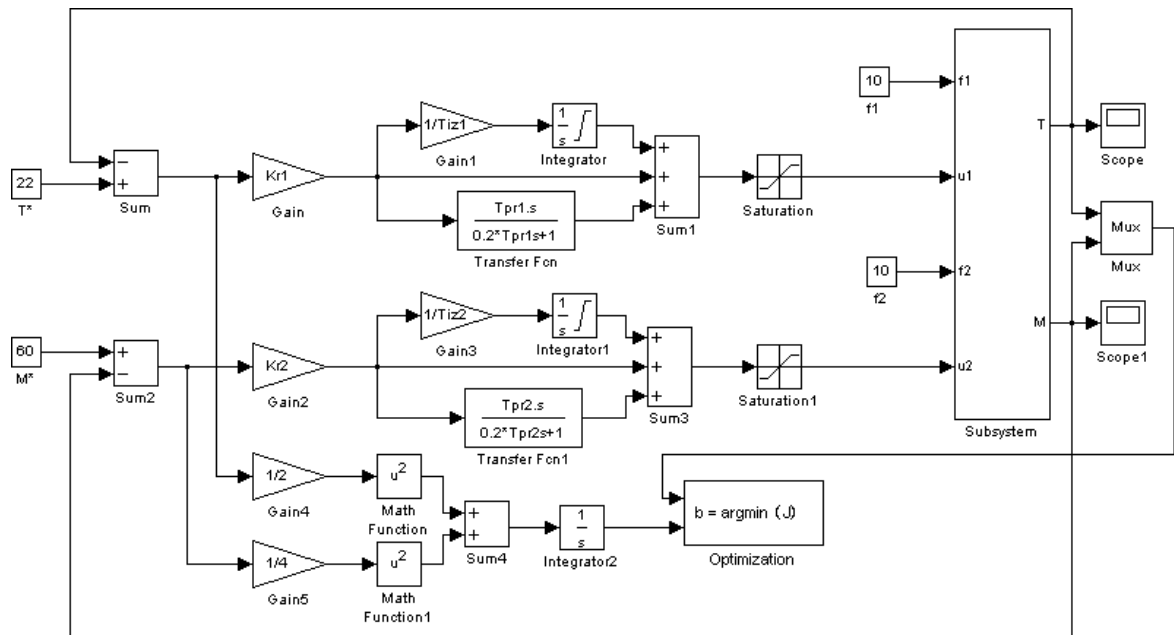 10
f1
f1
1/Tiz1
1
s
Integrator
Gain1
T
Scope
22
T*
−
+
Sum
Kr1
Gain
+
+
+
Sum1
Saturation
u1
Tpr1.s
0.2*Tpr1s+1
Transfer Fcn
Mux
Mux
10
f2
f2
1/Tiz2
1
s
Integrator1
Gain3
M
Scope1
60
M*
+
−
Sum2
Kr2
Gain2
+
+
+
Sum3
Saturation1
u2
Tpr2.s
0.2*Tpr2s+1
Transfer Fcn1
Subsystem
1/2
Gain4
u²
Math
Function
+
+
Sum4
1
s
Integrator2
b = argmin (J)
Optimization
1/4
Gain5
u²
Math
Function1